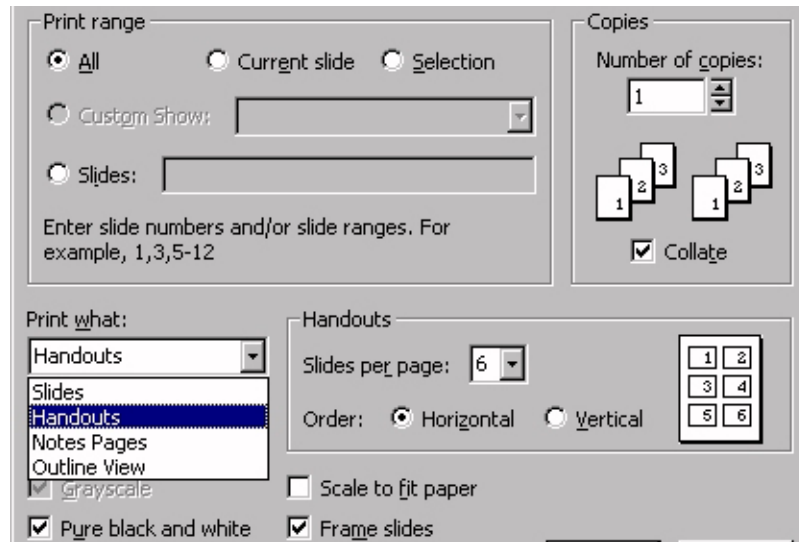 Print range
All
Current slide
Selection
Custom Show:
Slides:
Enter slide numbers and/or slide ranges. For
example, 1,3,5-12
Copies
Number of copies:
1
1 2 3 1 2 3
Collate
Print what:
Handouts
Slides
Handouts
Notes Pages
Outline View
Grayscale
Pure black and white
Handouts
Slides per page: 6
Order: Horizontal Vertical
1 2
3 4
5 6
Scale to fit paper
Frame slides